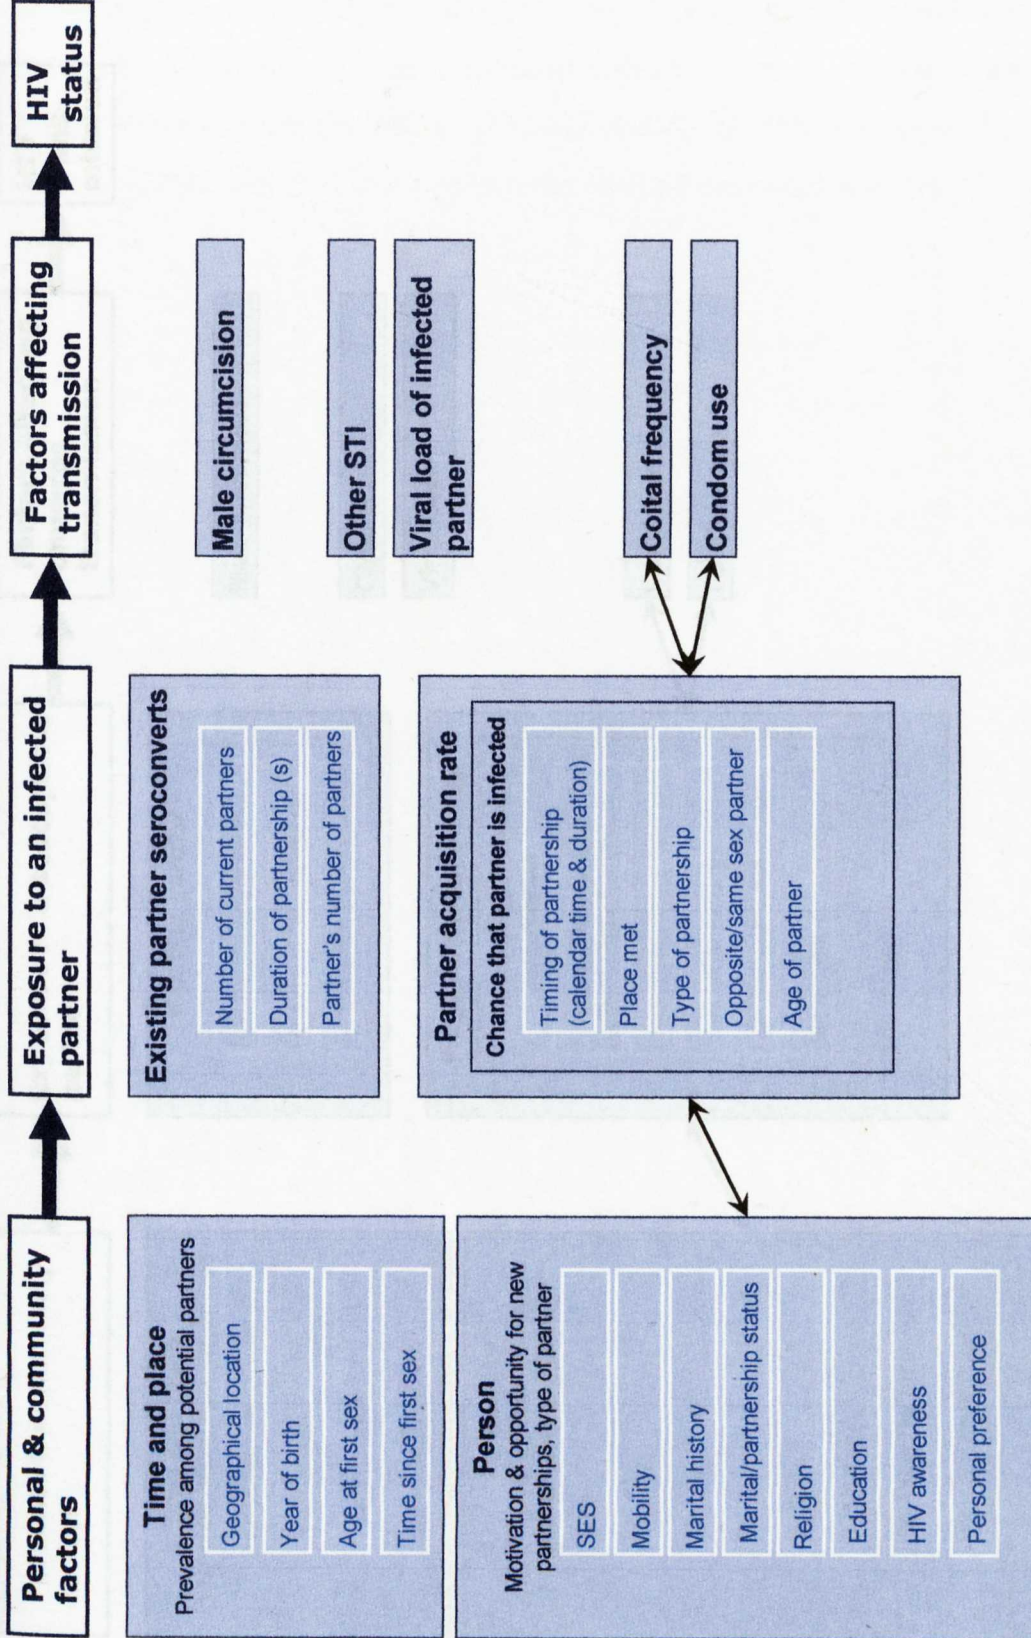 Personal & community
factors
Exposure to an infected
partner
Factors affecting
transmission
HIV
status
Time and place
Prevalence among potential partners
Geographical location
Year of birth
Age at first sex
Time since first sex
Person
Motivation & opportunity for new
partnerships, type of partner
SES
Mobility
Marital history
Marital/partnership status
Religion
Education
HIV awareness
Personal preference
Existing partner seroconverts
Number of current partners
Duration of partnership (s)
Partner's number of partners
Partner acquisition rate
Chance that partner is infected
Timing of partnership
(calendar time & duration)
Place met
Type of partnership
Opposite/same sex partner
Age of partner
Male circumcision
Other STI
Viral load of infected
partner
Coital frequency
Condom use